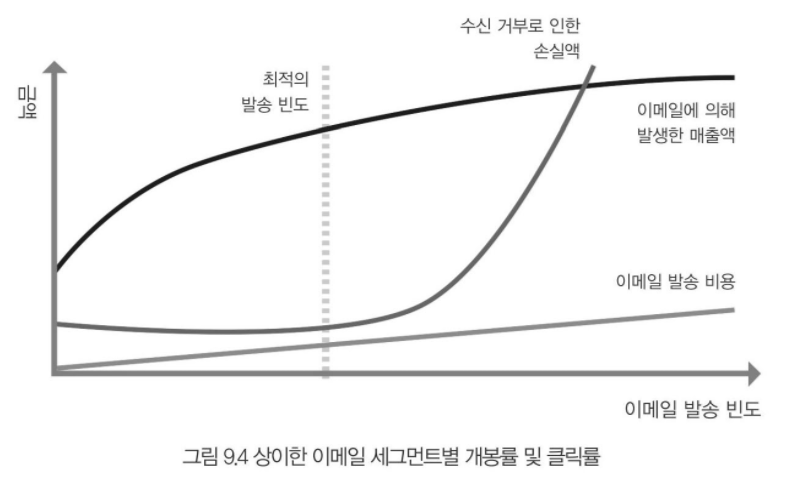 수신 거부로 인한
손실액
최적의
발송 빈도
금액
이메일에 의해
발생한 매출액
이메일 발송 비용
이메일 발송 빈도
그림 9.4 상이한 이메일 세그먼트별 개봉률 및 클릭률